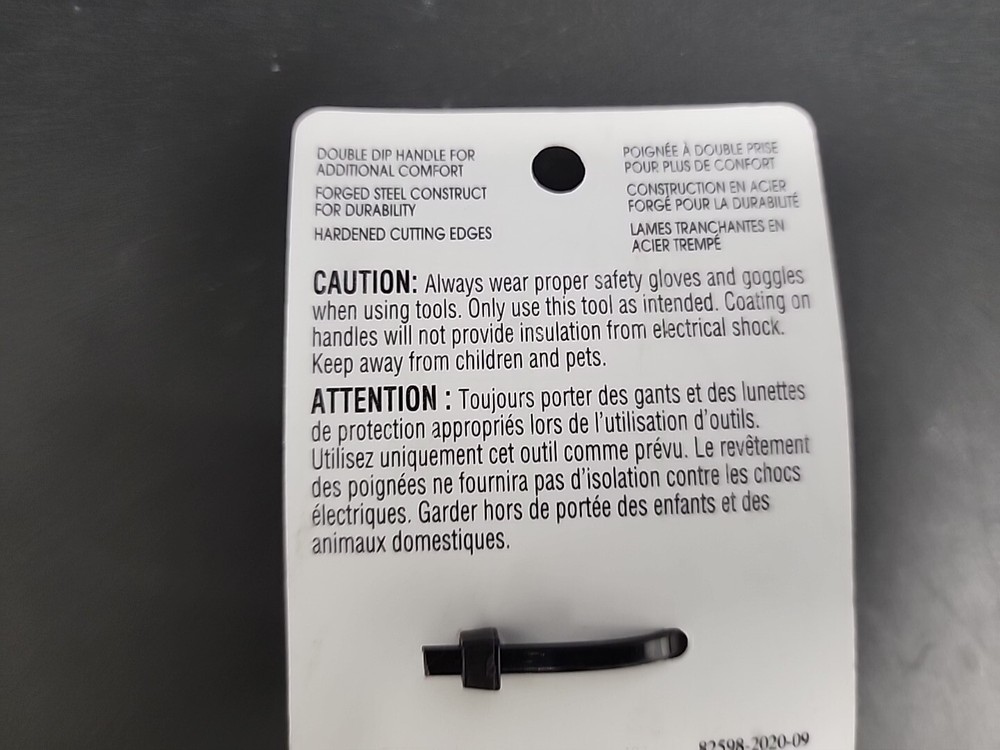 DOUBLE DIP HANDLE FOR
ADDITIONAL COMFORT
FORGED STEEL CONSTRUCT
FOR DURABILITY
HARDENED CUTTING EDGES
POIGNÉE À DOUBLE PRISE
POUR PLUS DE CONFORT
CONSTRUCTION EN ACIER
FORGÉ POUR LA DURABILITÉ
LAMES TRANCHANTES EN
ACIER TREMPÉ
CAUTION: Always wear proper safety gloves and goggles
when using tools. Only use this tool as intended. Coating on
handles will not provide insulation from electrical shock.
Keep away from children and pets.
ATTENTION : Toujours porter des gants et des lunettes
de protection appropriés lors de l'utilisation d'outils.
Utilisez uniquement cet outil comme prévu. Le revêtement
des poignées ne fournira pas d'isolation contre les chocs
électriques. Garder hors de portée des enfants et des
animaux domestiques.
82598-2020-09